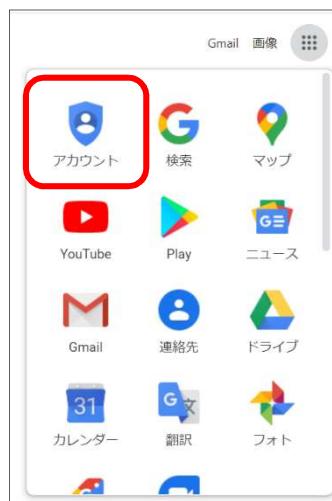 Gmail 画像
アカウント 検索 マップ
YouTube Play ニュース
Gmail 連絡先 ドライブ
31 G 文
カレンダー 翻訳 フォト